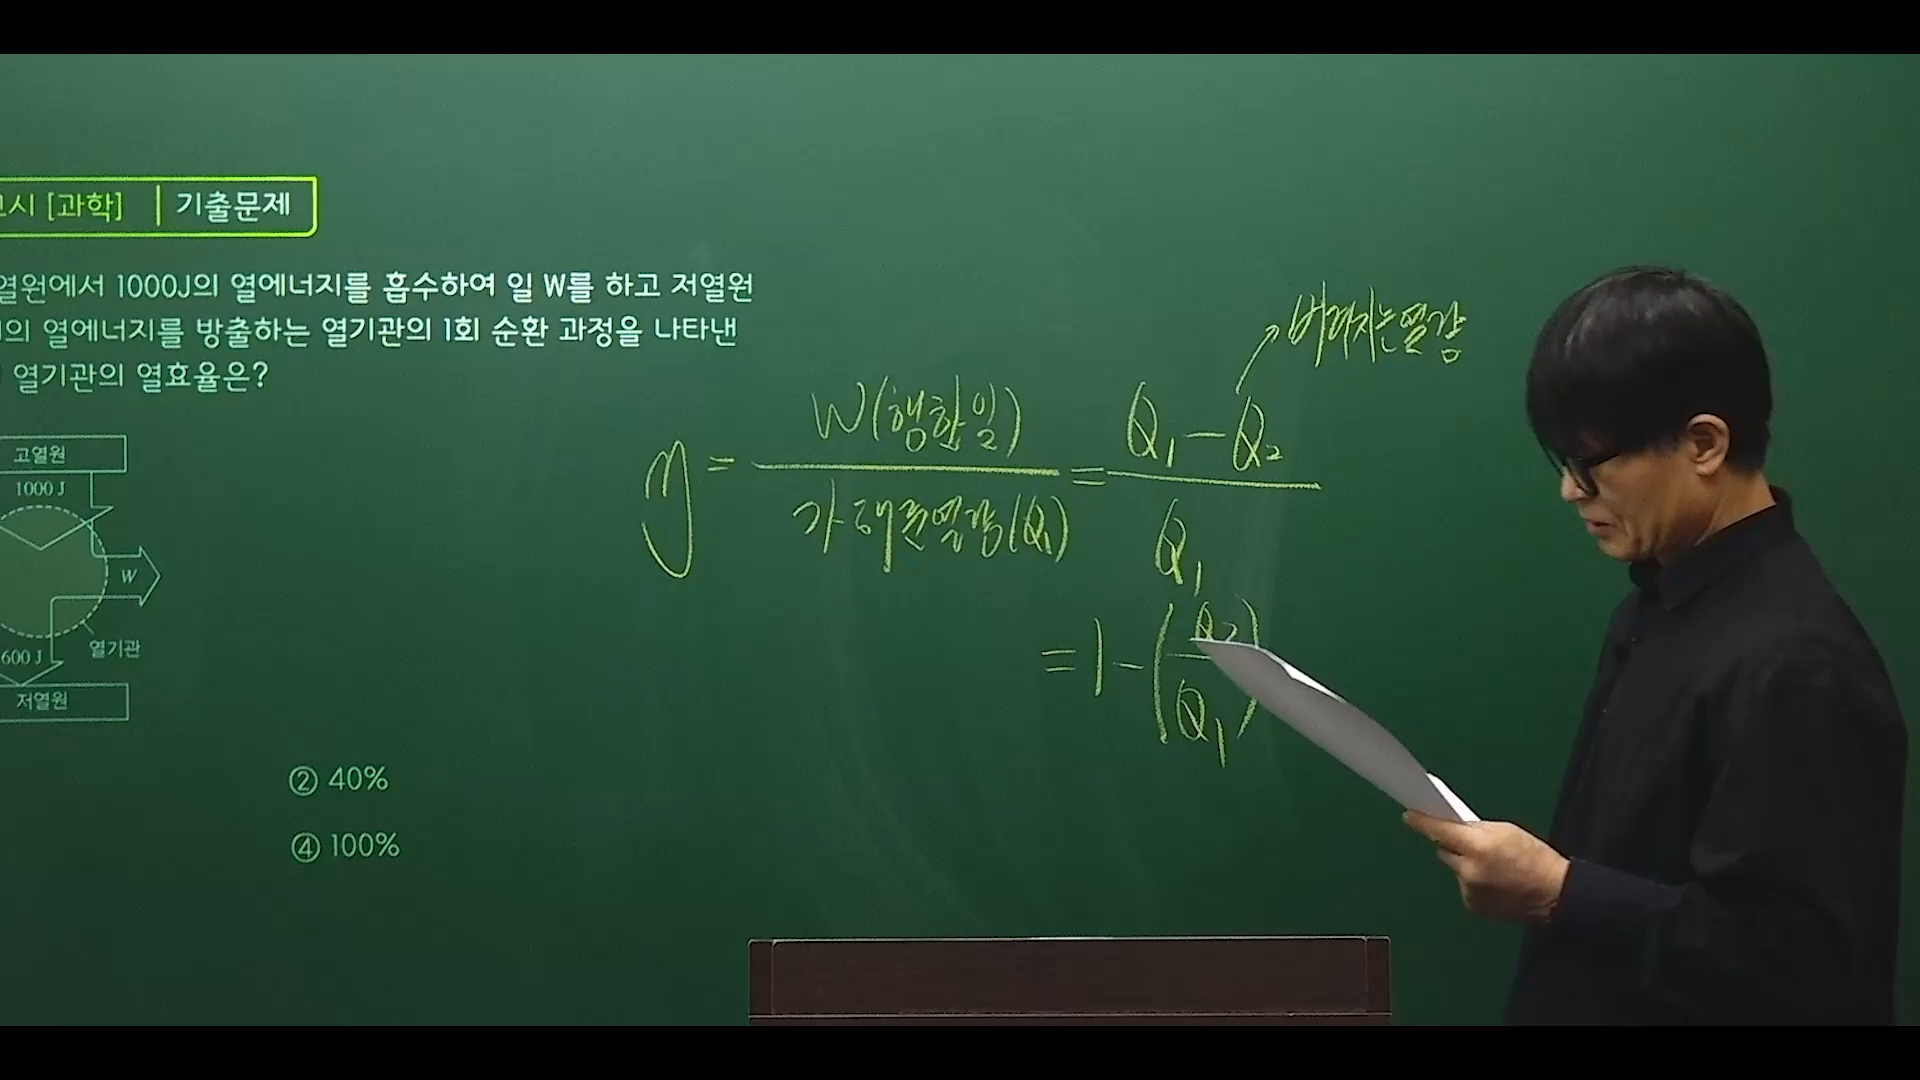 고시 [과학] | 기출문제
열원에서 1000J의 열에너지를 흡수하여 일 W를 하고 저열원
의 열에너지를 방출하는 열기관의 1회 순환 과정을 나타낸
열기관의 열효율은?
고열원
1000 J
W
열기관
600 J
저열원
② 40%
④ 100%
버려지는 열량
η = W(행한일) / 가해준열량(Q₁) = Q₁ - Q₂ / Q₁
= 1 - (Q₂ / Q₁)